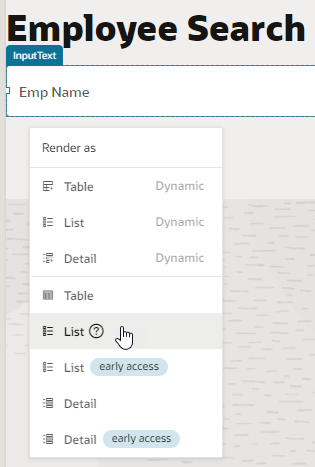 Employee Search
InputText
Emp Name
Render as
Table Dynamic
List Dynamic
Detail Dynamic
Table
List ?
List early access
Detail
Detail early access